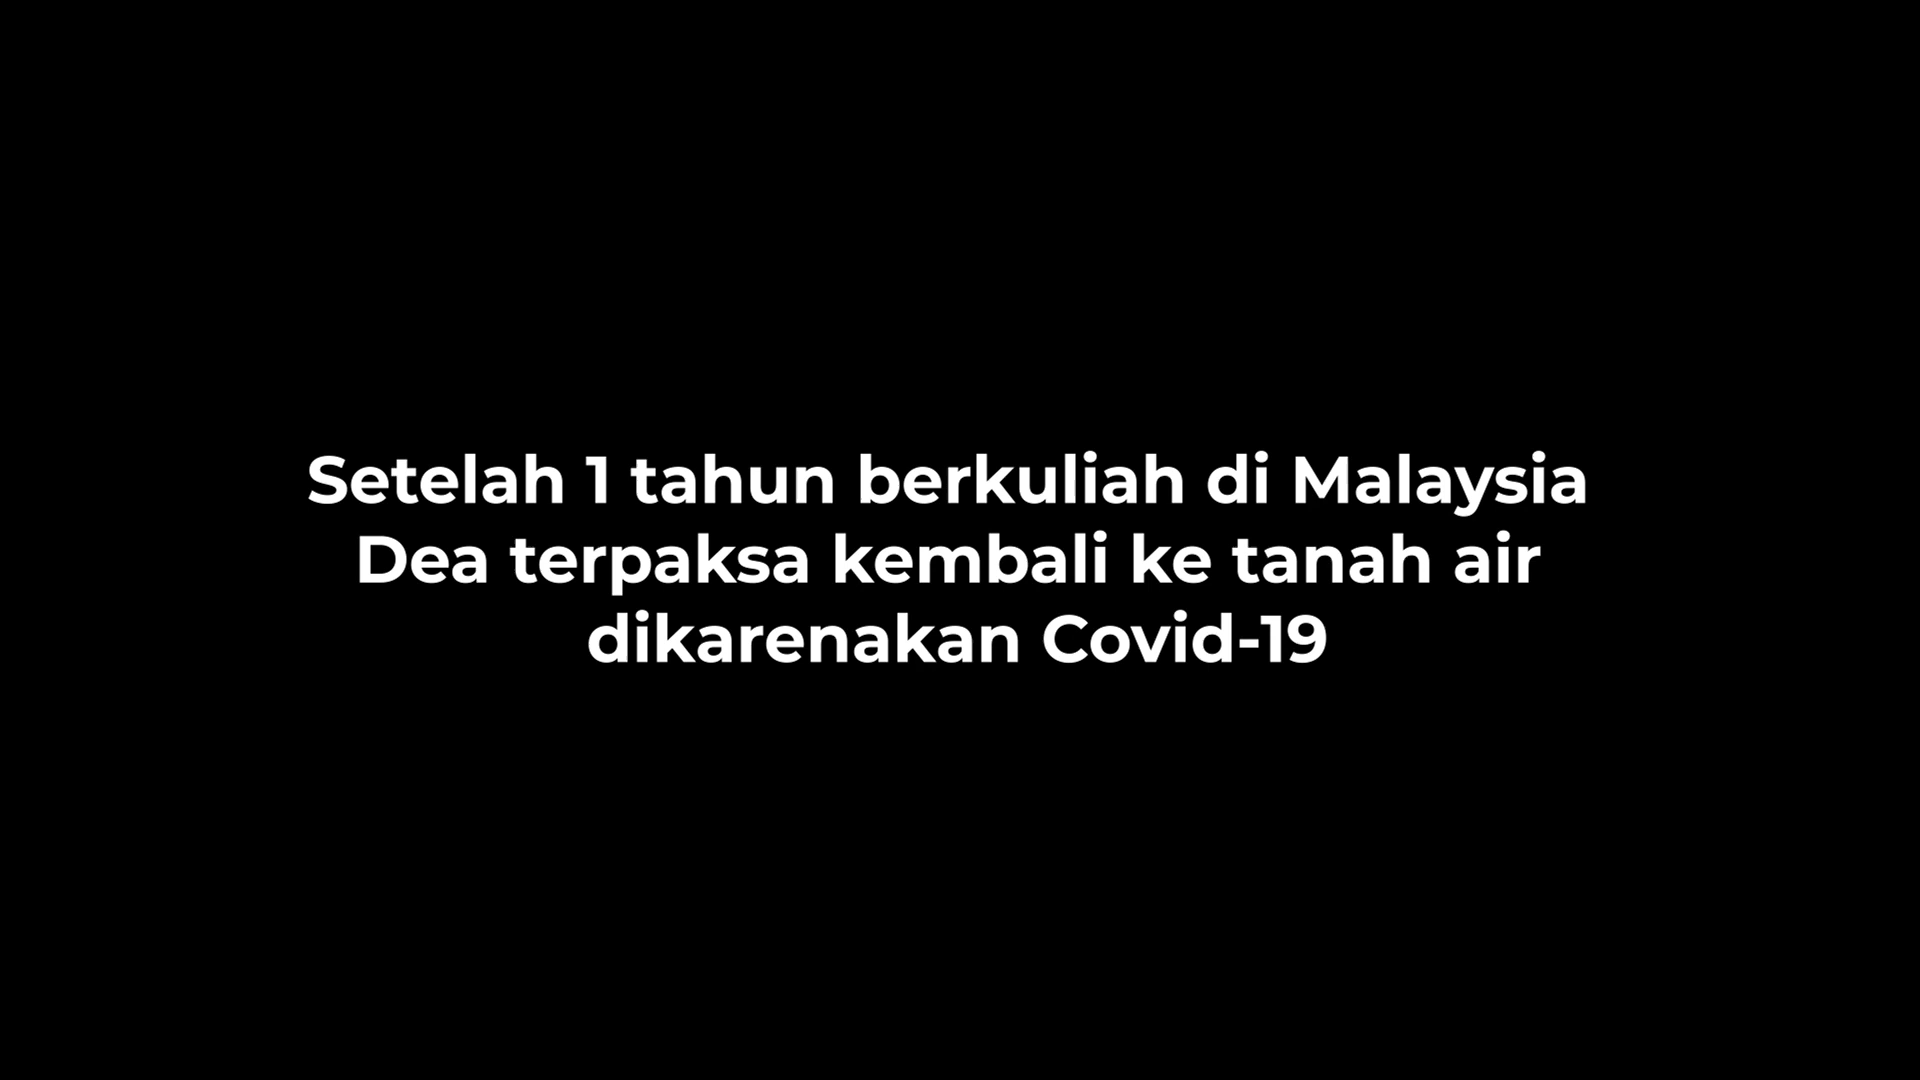 Setelah 1 tahun berkuliah di Malaysia
Dea terpaksa kembali ke tanah air
dikarenakan Covid-19